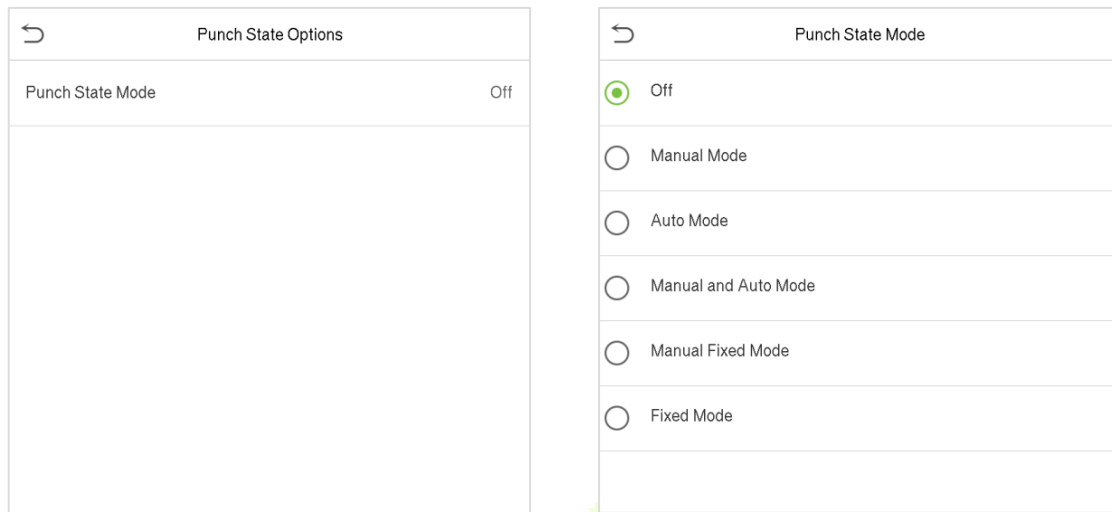 Punch State Options
Punch State Mode Off
Punch State Mode
Off
Manual Mode
Auto Mode
Manual and Auto Mode
Manual Fixed Mode
Fixed Mode